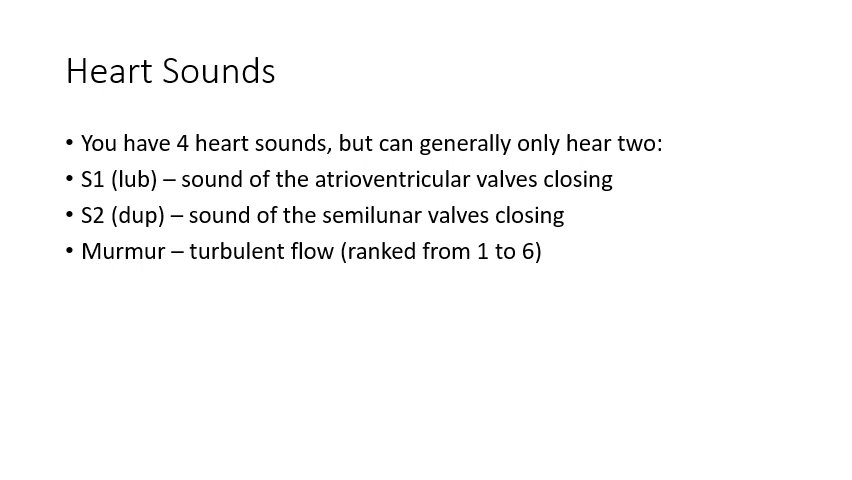 Heart Sounds
• You have 4 heart sounds, but can generally only hear two:
• S1 (lub) – sound of the atrioventricular valves closing
• S2 (dup) – sound of the semilunar valves closing
• Murmur – turbulent flow (ranked from 1 to 6)